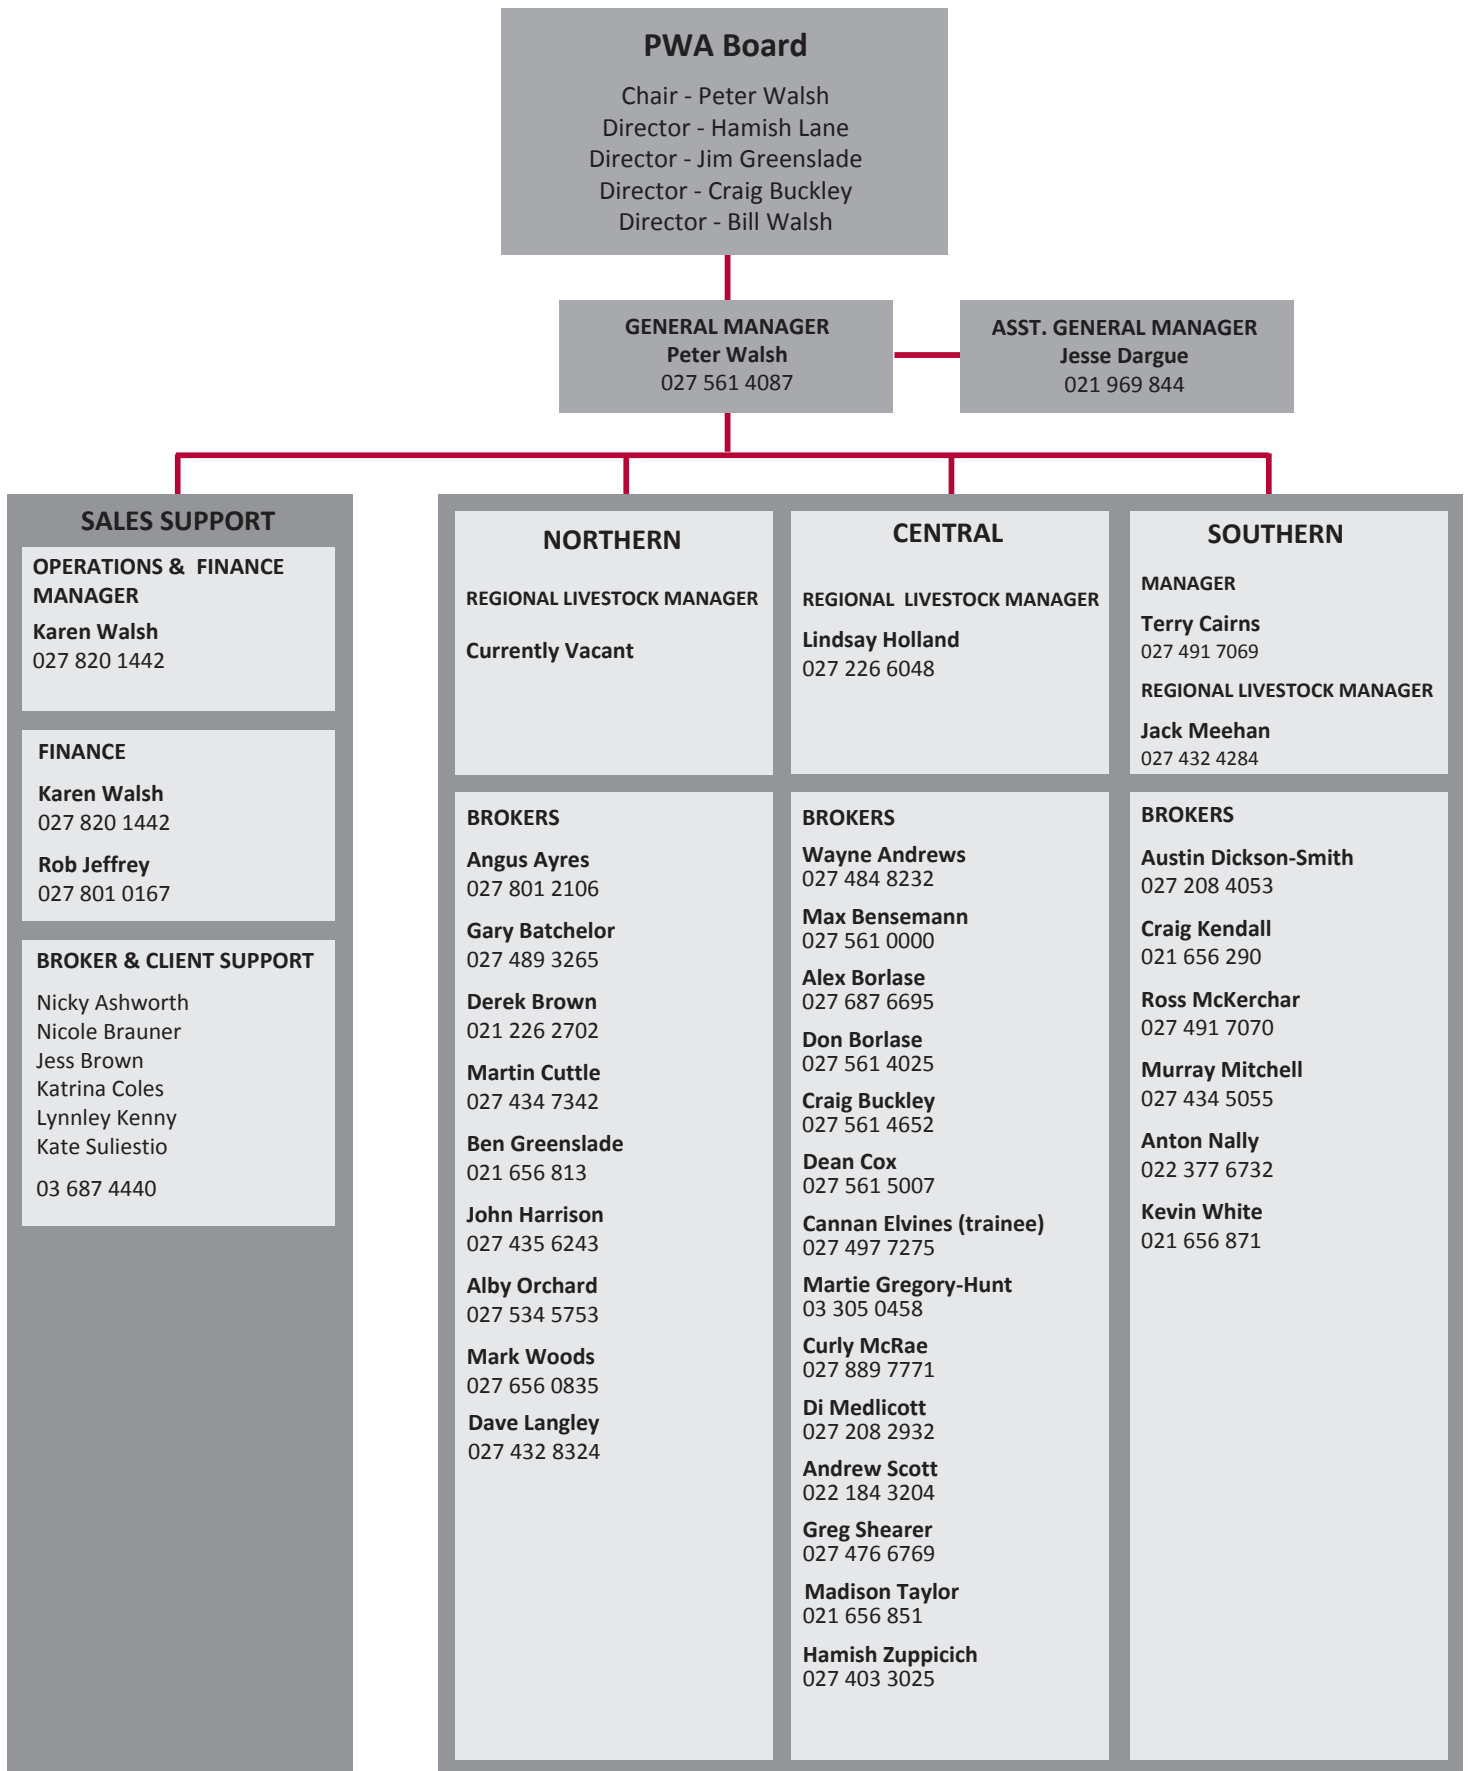 PWA Board
Chair - Peter Walsh
Director - Hamish Lane
Director - Jim Greenslade
Director - Craig Buckley
Director - Bill Walsh
GENERAL MANAGER
Peter Walsh
027 561 4087
ASST. GENERAL MANAGER
Jesse Dargue
021 969 844
SALES SUPPORT
OPERATIONS & FINANCE
MANAGER
Karen Walsh
027 820 1442
FINANCE
Karen Walsh
027 820 1442
Rob Jeffrey
027 801 0167
BROKER & CLIENT SUPPORT
Nicky Ashworth
Nicole Brauner
Jess Brown
Katrina Coles
Lynnley Kenny
Kate Suliestio
03 687 4440
NORTHERN
REGIONAL LIVESTOCK MANAGER
Currently Vacant
BROKERS
Angus Ayres
027 801 2106
Gary Batchelor
027 489 3265
Derek Brown
021 226 2702
Martin Cuttle
027 434 7342
Ben Greenslade
021 656 813
John Harrison
027 435 6243
Alby Orchard
027 534 5753
Mark Woods
027 656 0835
Dave Langley
027 432 8324
CENTRAL
REGIONAL LIVESTOCK MANAGER
Lindsay Holland
027 226 6048
BROKERS
Wayne Andrews
027 484 8232
Max Bensemann
027 561 0000
Alex Borlase
027 687 6695
Don Borlase
027 561 4025
Craig Buckley
027 561 4652
Dean Cox
027 561 5007
Cannan Elvines (trainee)
027 497 7275
Martie Gregory-Hunt
03 305 0458
Curly McRae
027 889 7771
Di Medlicott
027 208 2932
Andrew Scott
022 184 3204
Greg Shearer
027 476 6769
Madison Taylor
021 656 851
Hamish Zuppicich
027 403 3025
SOUTHERN
MANAGER
Terry Cairns
027 491 7069
REGIONAL LIVESTOCK MANAGER
Jack Meehan
027 432 4284
BROKERS
Austin Dickson-Smith
027 208 4053
Craig Kendall
021 656 290
Ross McKerchar
027 491 7070
Murray Mitchell
027 434 5055
Anton Nally
022 377 6732
Kevin White
021 656 871